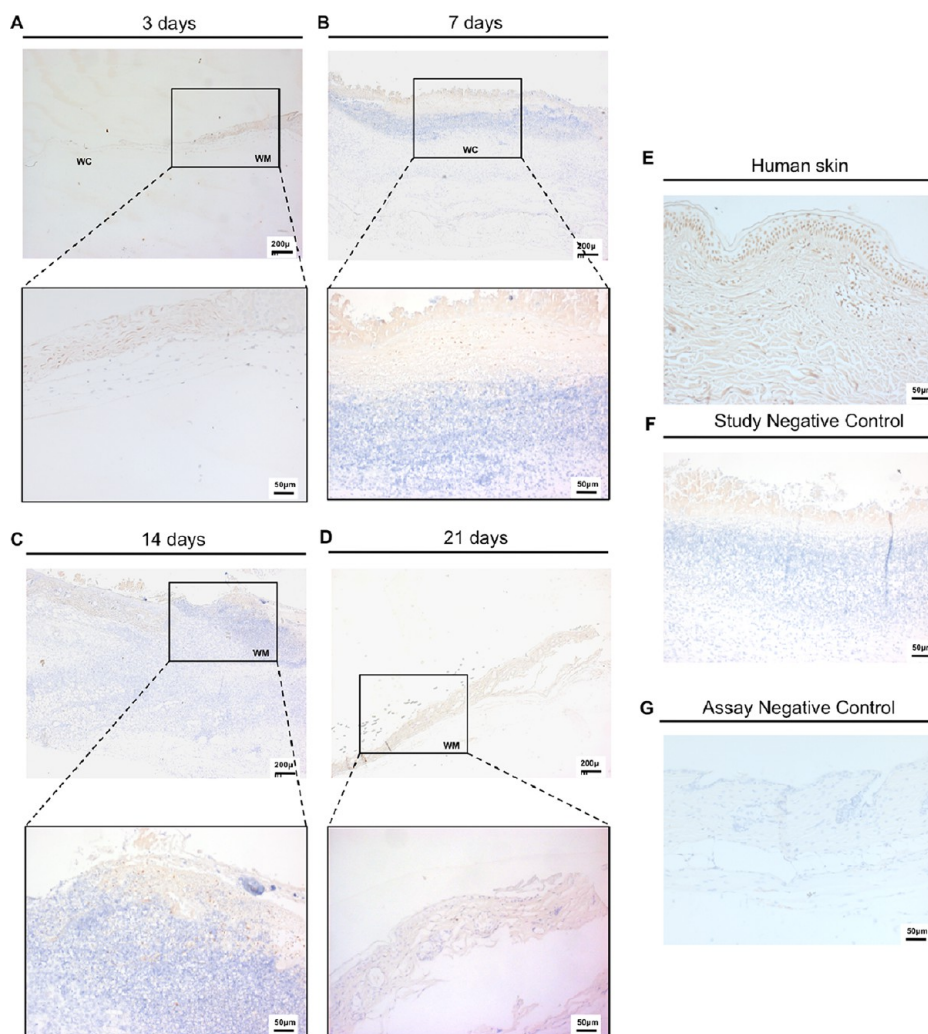 A 3 days
B 7 days
WC
WM
200µ
m
WC
200µ
m
50µm
50µm
E Human skin
50µm
F Study Negative Control
50µm
C 14 days
D 21 days
WM
200µ
m
WM
200µ
m
G Assay Negative Control
50µm
50µm
50µm